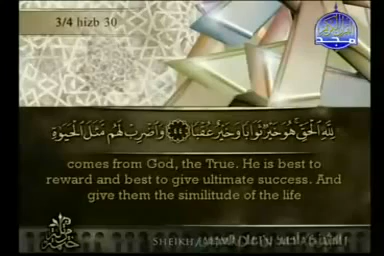 3/4 hizb 30
لِلَّهِ الْحَقِّ ۚ هُوَ خَيْرٌ ثَوَابًا وَخَيْرٌ عُقْبًا ﴿٤٤﴾ وَاضْرِبْ لَهُم مَّثَلَ الْحَيَوٰةِ
comes from God, the True. He is best to
reward and best to give ultimate success. And
give them the similitude of the life
SHEIKH